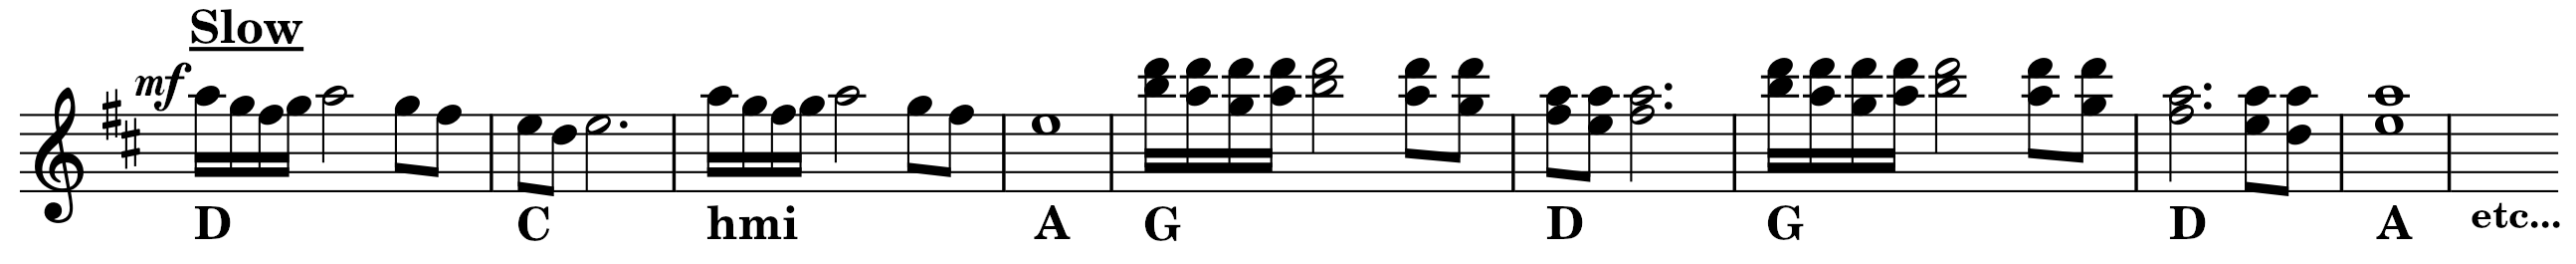 Slow
mf
D C hmi A G D G D A etc...